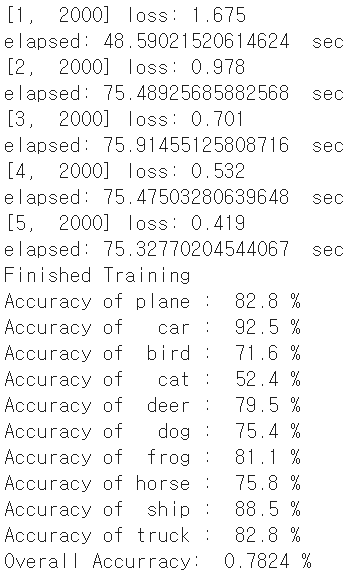 [1,  2000] loss: 1.675
elapsed: 48.59021520614624  sec
[2,  2000] loss: 0.978
elapsed: 75.48925685882568  sec
[3,  2000] loss: 0.701
elapsed: 75.91455125808716  sec
[4,  2000] loss: 0.532
elapsed: 75.47503280639648  sec
[5,  2000] loss: 0.419
elapsed: 75.32770204544067  sec
Finished Training
Accuracy of plane :  82.8 %
Accuracy of   car :  92.5 %
Accuracy of  bird :  71.6 %
Accuracy of   cat :  52.4 %
Accuracy of  deer :  79.5 %
Accuracy of   dog :  75.4 %
Accuracy of  frog :  81.1 %
Accuracy of horse :  75.8 %
Accuracy of  ship :  88.5 %
Accuracy of truck :  82.8 %
Overall Accurracy:  0.7824 %